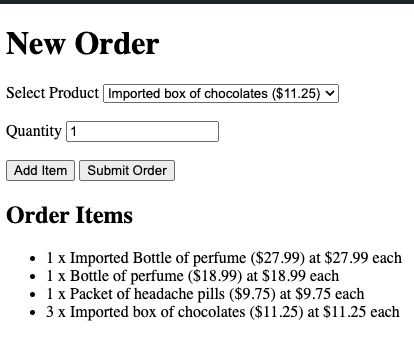 New Order
Select Product Imported box of chocolates ($11.25)
Quantity 1
Add Item Submit Order
Order Items
• 1 x Imported Bottle of perfume ($27.99) at $27.99 each
• 1 x Bottle of perfume ($18.99) at $18.99 each
• 1 x Packet of headache pills ($9.75) at $9.75 each
• 3 x Imported box of chocolates ($11.25) at $11.25 each